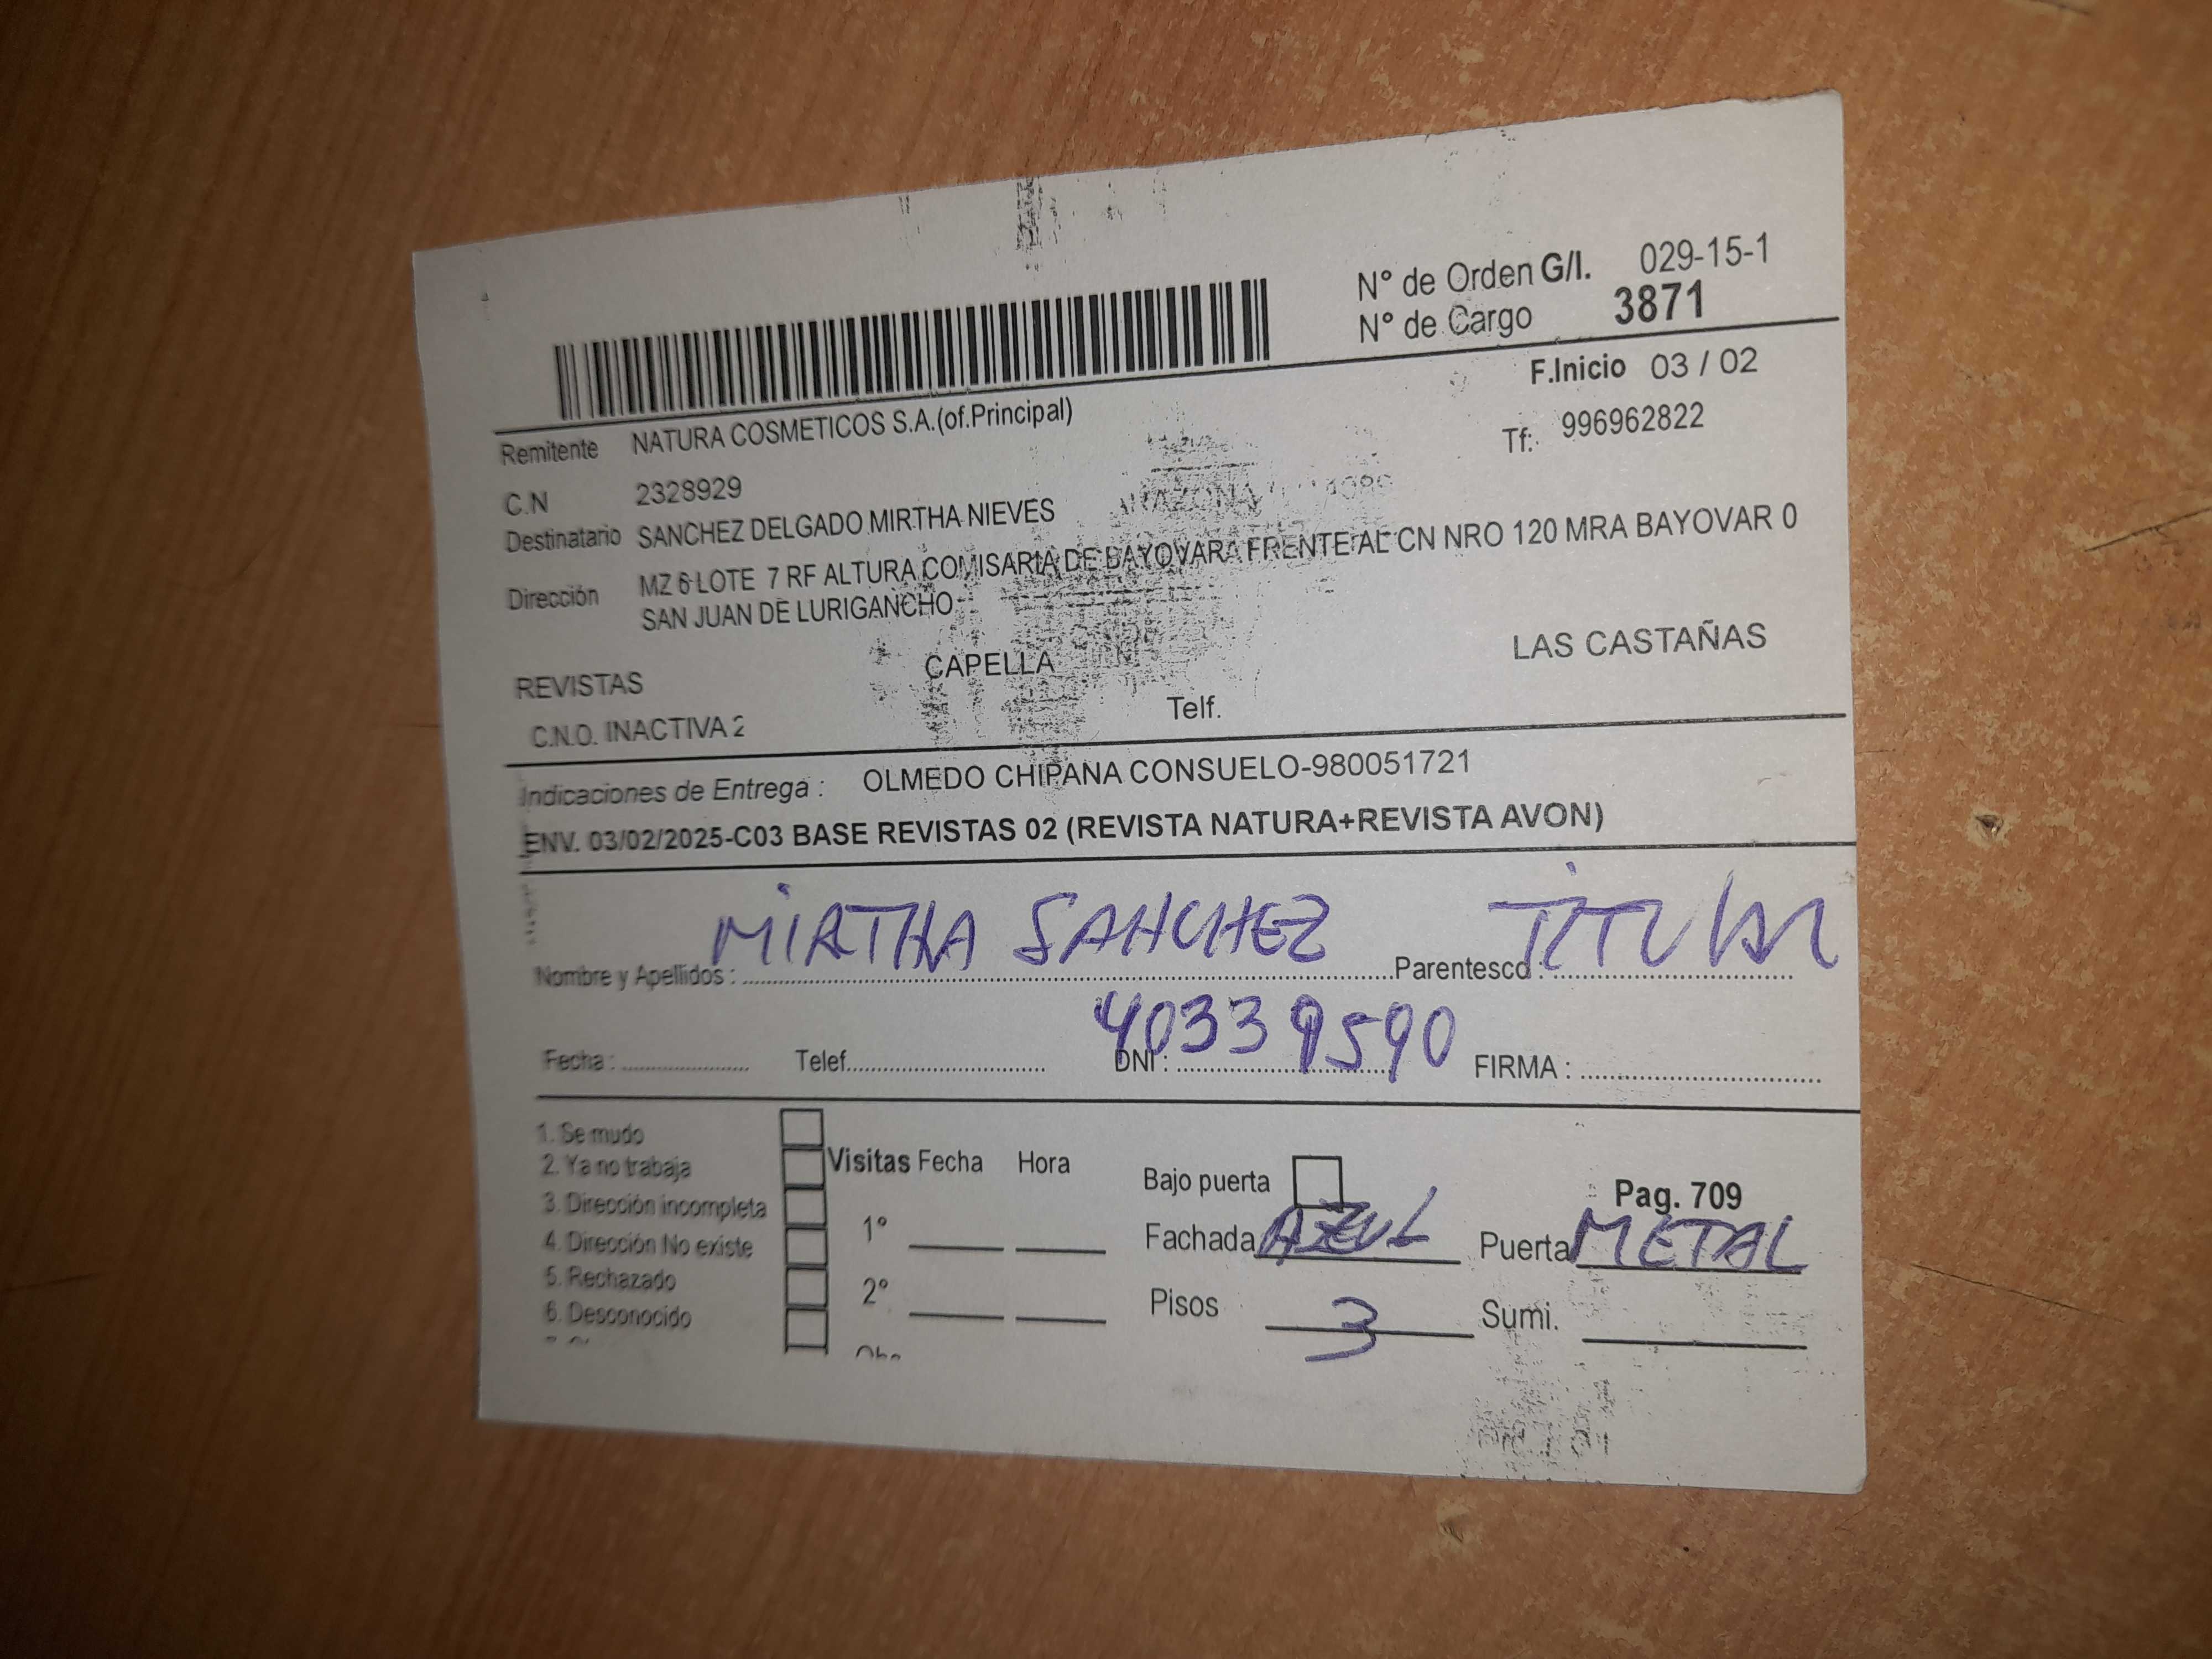 N° de Orden G/I. 029-15-1
N° de Cargo 3871
F.Inicio 03 / 02
Remitente NATURA COSMETICOS S.A.(of.Principal)
Tf: 996962822
C.N 2328929
Destinatario SANCHEZ DELGADO MIRTHA NIEVES
Dirección MZ 6 LOTE 7 RF ALTURA COMISARIA DE BAYOVARA FRENTE AL CN NRO 120 MRA BAYOVAR 0
SAN JUAN DE LURIGANCHO
REVISTAS CAPELLA LAS CASTAÑAS
C.N.O. INACTIVA 2 Telf.
Indicaciones de Entrega : OLMEDO CHIPANA CONSUELO-980051721
ENV. 03/02/2025-C03 BASE REVISTAS 02 (REVISTA NATURA+REVISTA AVON)
Nombre y Apellidos : MIRTHA SANCHEZ Parentesco : TITULAR
Fecha : Telef. DNI : 40339590 FIRMA :
1. Se mudo
2. Ya no trabaja
3. Dirección incompleta
4. Dirección No existe
5. Rechazado
6. Desconocido
Visitas Fecha Hora
1°
2°
Bajo puerta
Pag. 709
Fachada AZUL Puerta METAL
Pisos 3 Sumi.